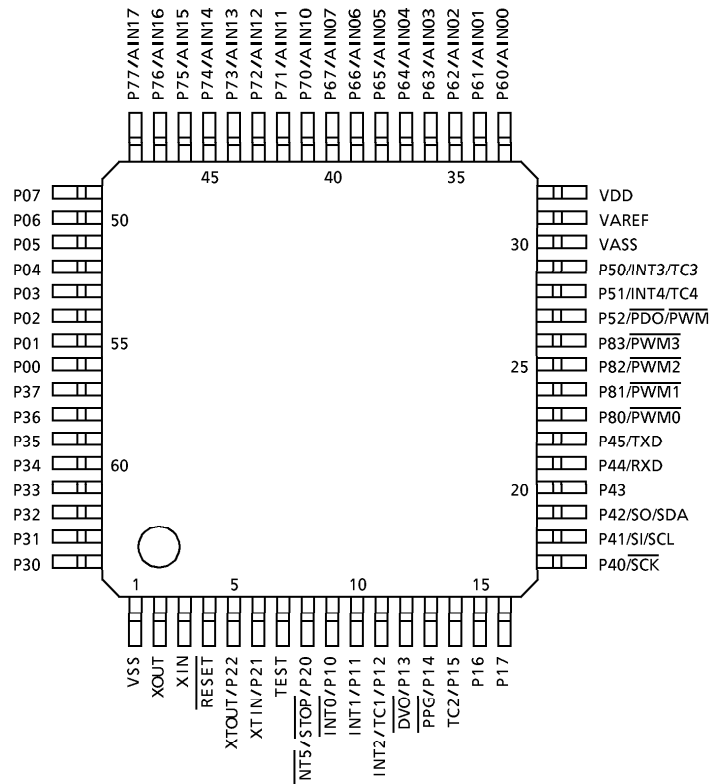 P77/AIN17
P76/AIN16
P75/AIN15
P74/AIN14
P73/AIN13
P72/AIN12
P71/AIN11
P70/AIN10
P67/AIN07
P66/AIN06
P65/AIN05
P64/AIN04
P63/AIN03
P62/AIN02
P61/AIN01
P60/AIN00
45
40
35
P07
P06
P05
P04
P03
P02
P01
P00
P37
P36
P35
P34
P33
P32
P31
P30
50
55
60
30
25
20
VDD
VAREF
VASS
P50/INT3/TC3
P51/INT4/TC4
P52/PDO/PWM
P83/PWM3
P82/PWM2
P81/PWM1
P80/PWM0
P45/TXD
P44/RXD
P43
P42/SO/SDA
P41/SI/SCL
P40/SCK
1
5
10
15
VSS
XOUT
XIN
RESET
XTOUT/P22
XTIN/P21
TEST
NT5/STOP/P20
INT0/P10
INT1/P11
INT2/TC1/P12
DVO/P13
PPG/P14
TC2/P15
P16
P17